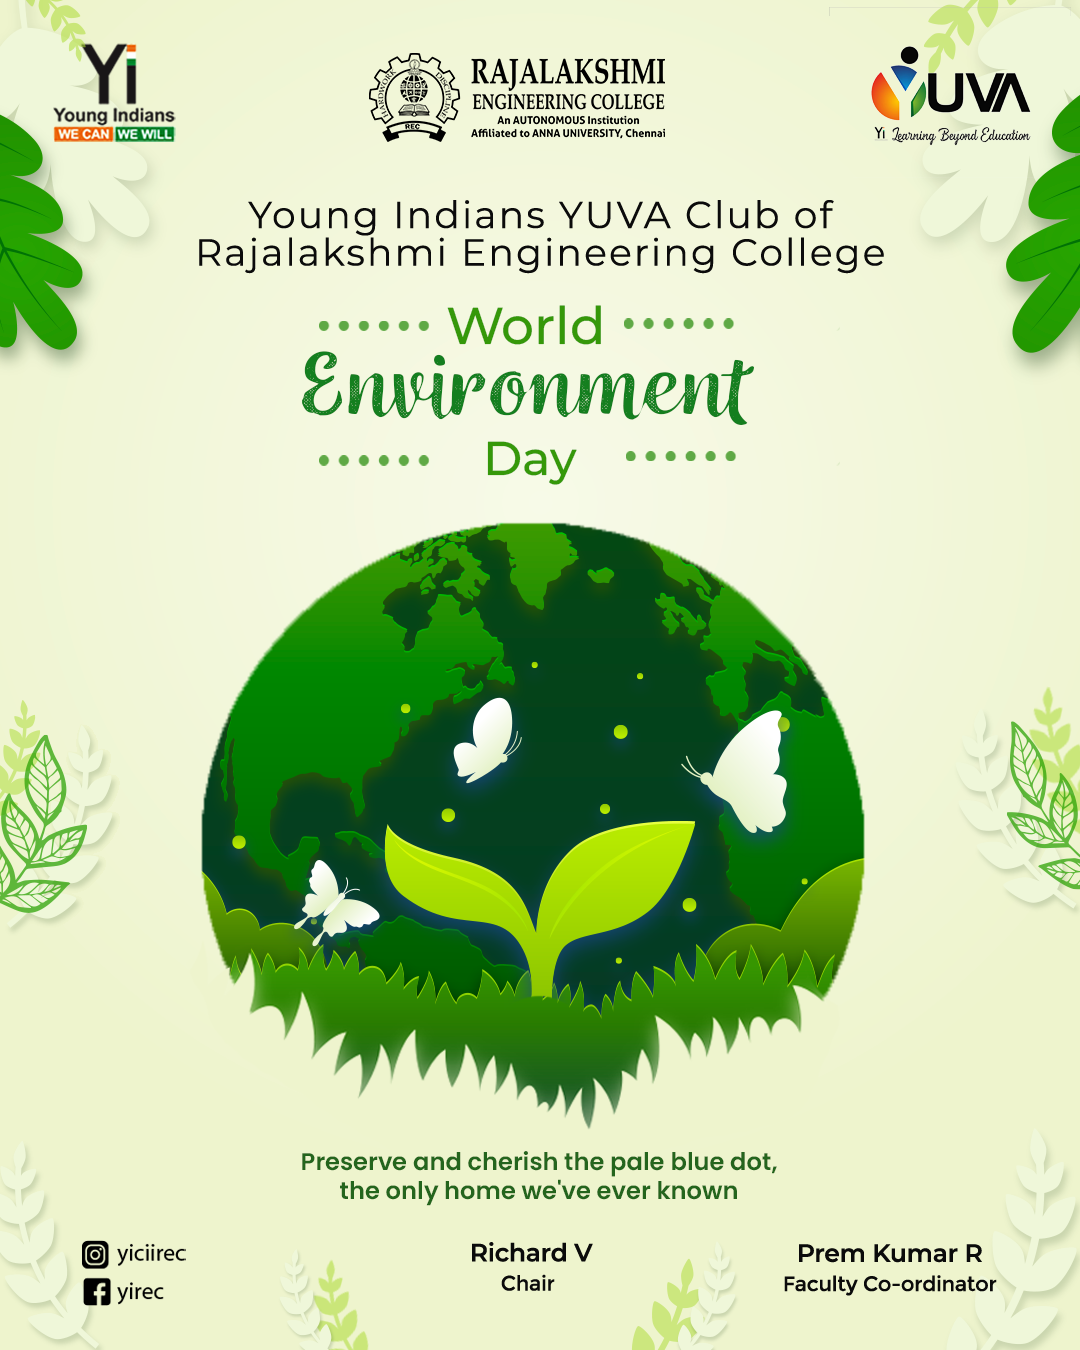 Yi
Young Indians
WE CAN WE WILL
HARDWORK DISCIPLINE
REC
RAJALAKSHMI
ENGINEERING COLLEGE
An AUTONOMOUS Institution
Affiliated to ANNA UNIVERSITY, Chennai
YUVA
Yi Learning Beyond Education
Young Indians YUVA Club of
Rajalakshmi Engineering College
World
Environment
Day
Preserve and cherish the pale blue dot,
the only home we've ever known
yiciirec
yirec
Richard V
Chair
Prem Kumar R
Faculty Co-ordinator